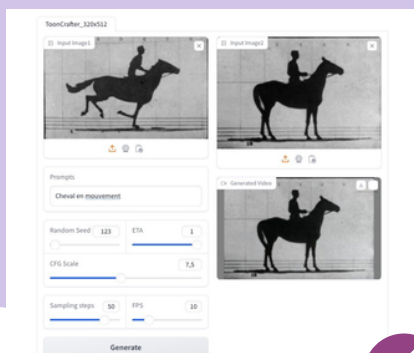 ToonCrafter_320x512
Input Image1
Input Image2
Prompts
Cheval en mouvement
Generated Video
Random Seed 123
ETA 1
CFG Scale 7,5
Sampling steps 50
FPS 10
Generate